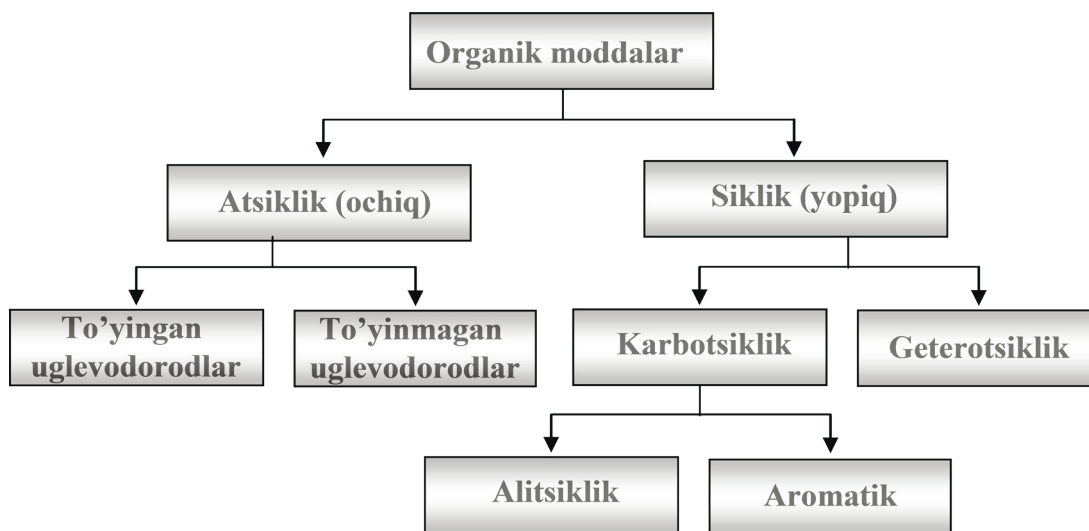 Organik moddalar
Atsiklik (ochiq)
Siklik (yopiq)
To’yingan
uglevodorodlar
To’yinmagan
uglevodorodlar
Karbotsiklik
Geterotsiklik
Alitsiklik
Aromatik